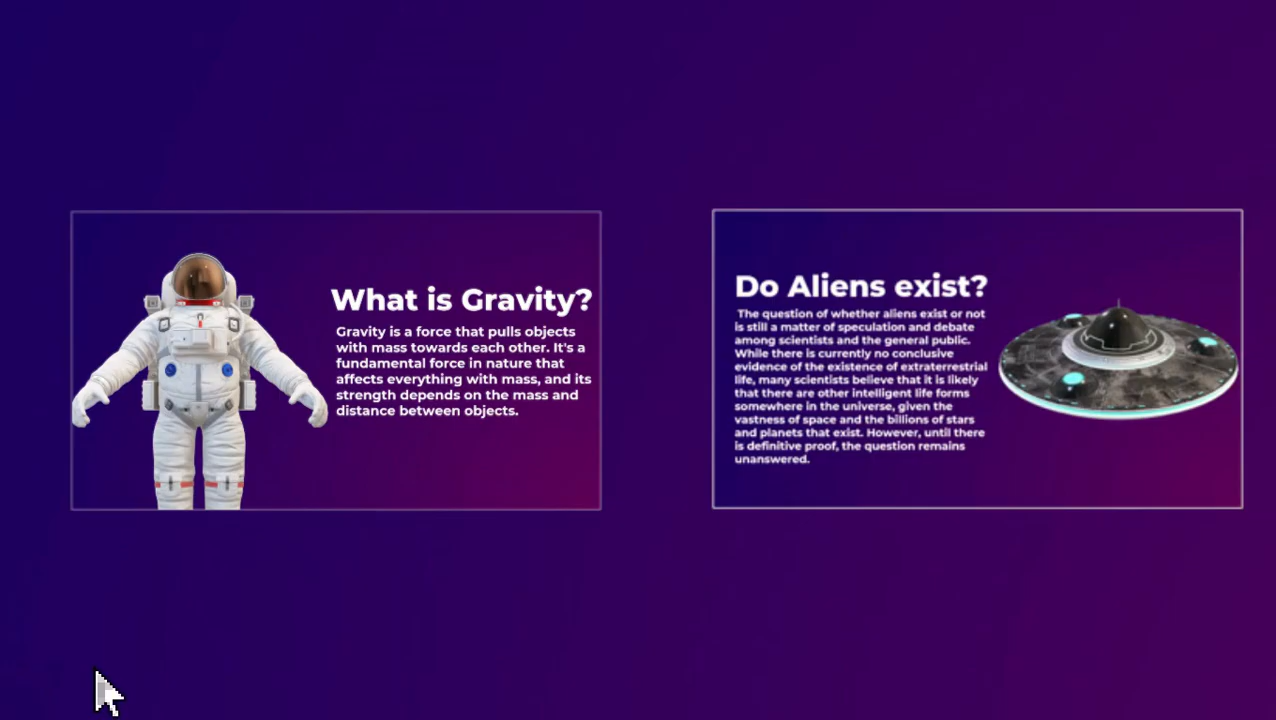 What is Gravity?
Gravity is a force that pulls objects
with mass towards each other. It's a
fundamental force in nature that
affects everything with mass, and its
strength depends on the mass and
distance between objects.
Do Aliens exist?
The question of whether aliens exist or not
is still a matter of speculation and debate
among scientists and the general public.
While there is currently no conclusive
evidence of the existence of extraterrestrial
life, many scientists believe that it is likely
that there are other intelligent life forms
somewhere in the universe, given the
vastness of space and the billions of stars
and planets that exist. However, until there
is definitive proof, the question remains
unanswered.